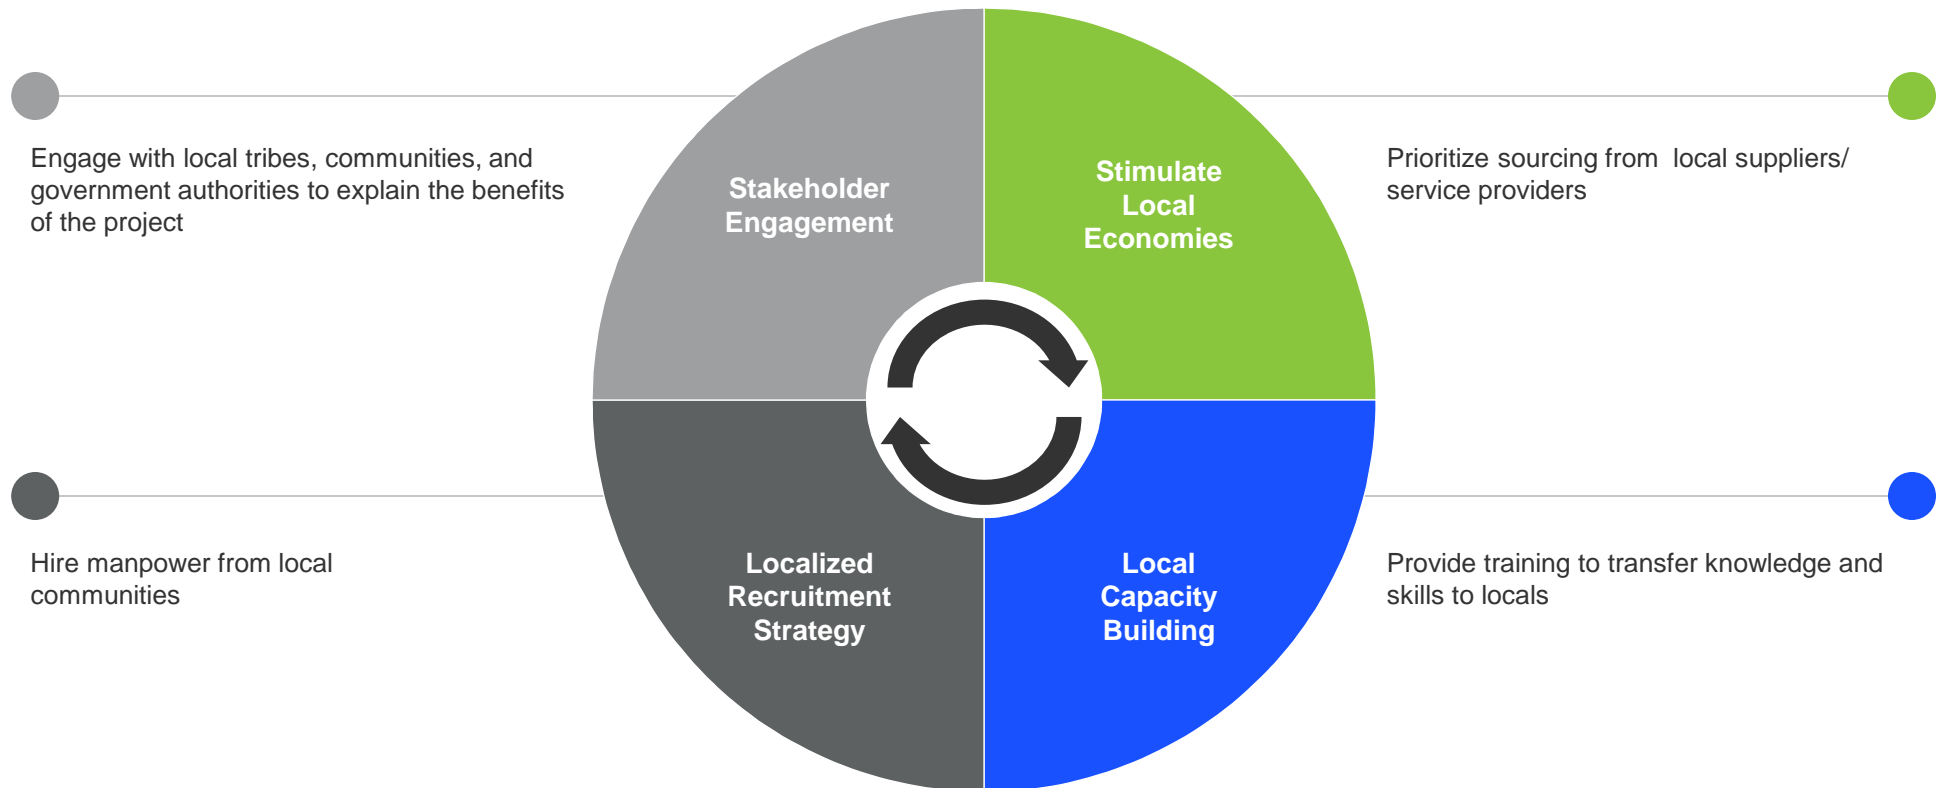 Engage with local tribes, communities, and
government authorities to explain the benefits
of the project
Stakeholder
Engagement
Stimulate
Local
Economies
Prioritize sourcing from  local suppliers/
service providers
Hire manpower from local
communities
Localized
Recruitment
Strategy
Local
Capacity
Building
Provide training to transfer knowledge and
skills to locals